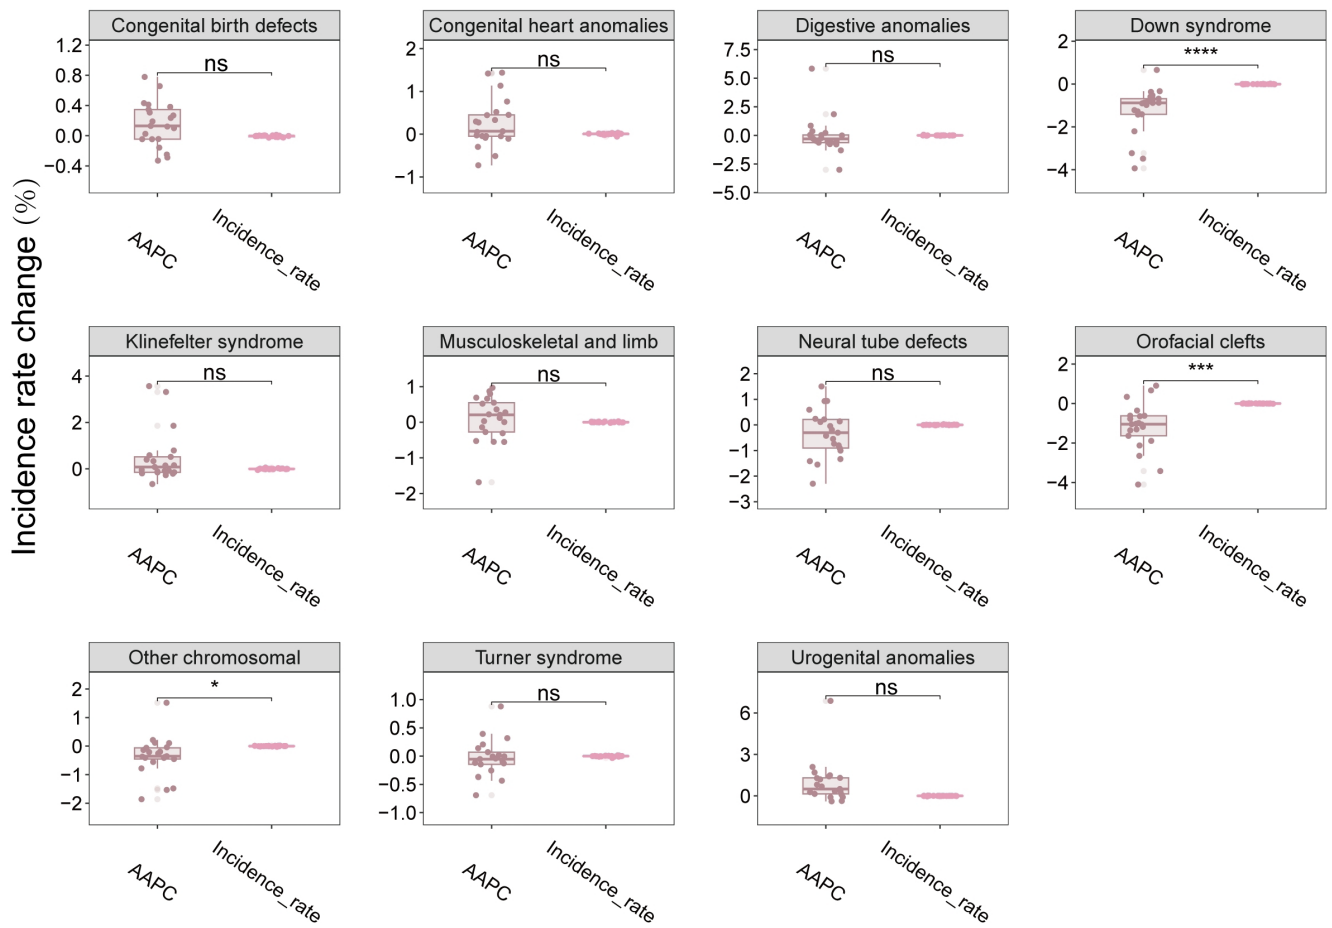 Incidence rate change (%)
Congenital birth defects
ns
1.2
0.8
0.4
0.0
−0.4
AAPC
Incidence_rate
Congenital heart anomalies
ns
2
1
0
−1
AAPC
Incidence_rate
Digestive anomalies
ns
7.5
5.0
2.5
0.0
−2.5
−5.0
AAPC
Incidence_rate
Down syndrome
****
2
0
−2
−4
AAPC
Incidence_rate
Klinefelter syndrome
ns
4
2
0
AAPC
Incidence_rate
Musculoskeletal and limb
ns
1
0
−1
−2
AAPC
Incidence_rate
Neural tube defects
ns
2
1
0
−1
−2
−3
AAPC
Incidence_rate
Orofacial clefts
***
2
0
−2
−4
AAPC
Incidence_rate
Other chromosomal
*
2
1
0
−1
−2
AAPC
Incidence_rate
Turner syndrome
ns
1.0
0.5
0.0
−0.5
−1.0
AAPC
Incidence_rate
Urogenital anomalies
ns
6
3
0
AAPC
Incidence_rate